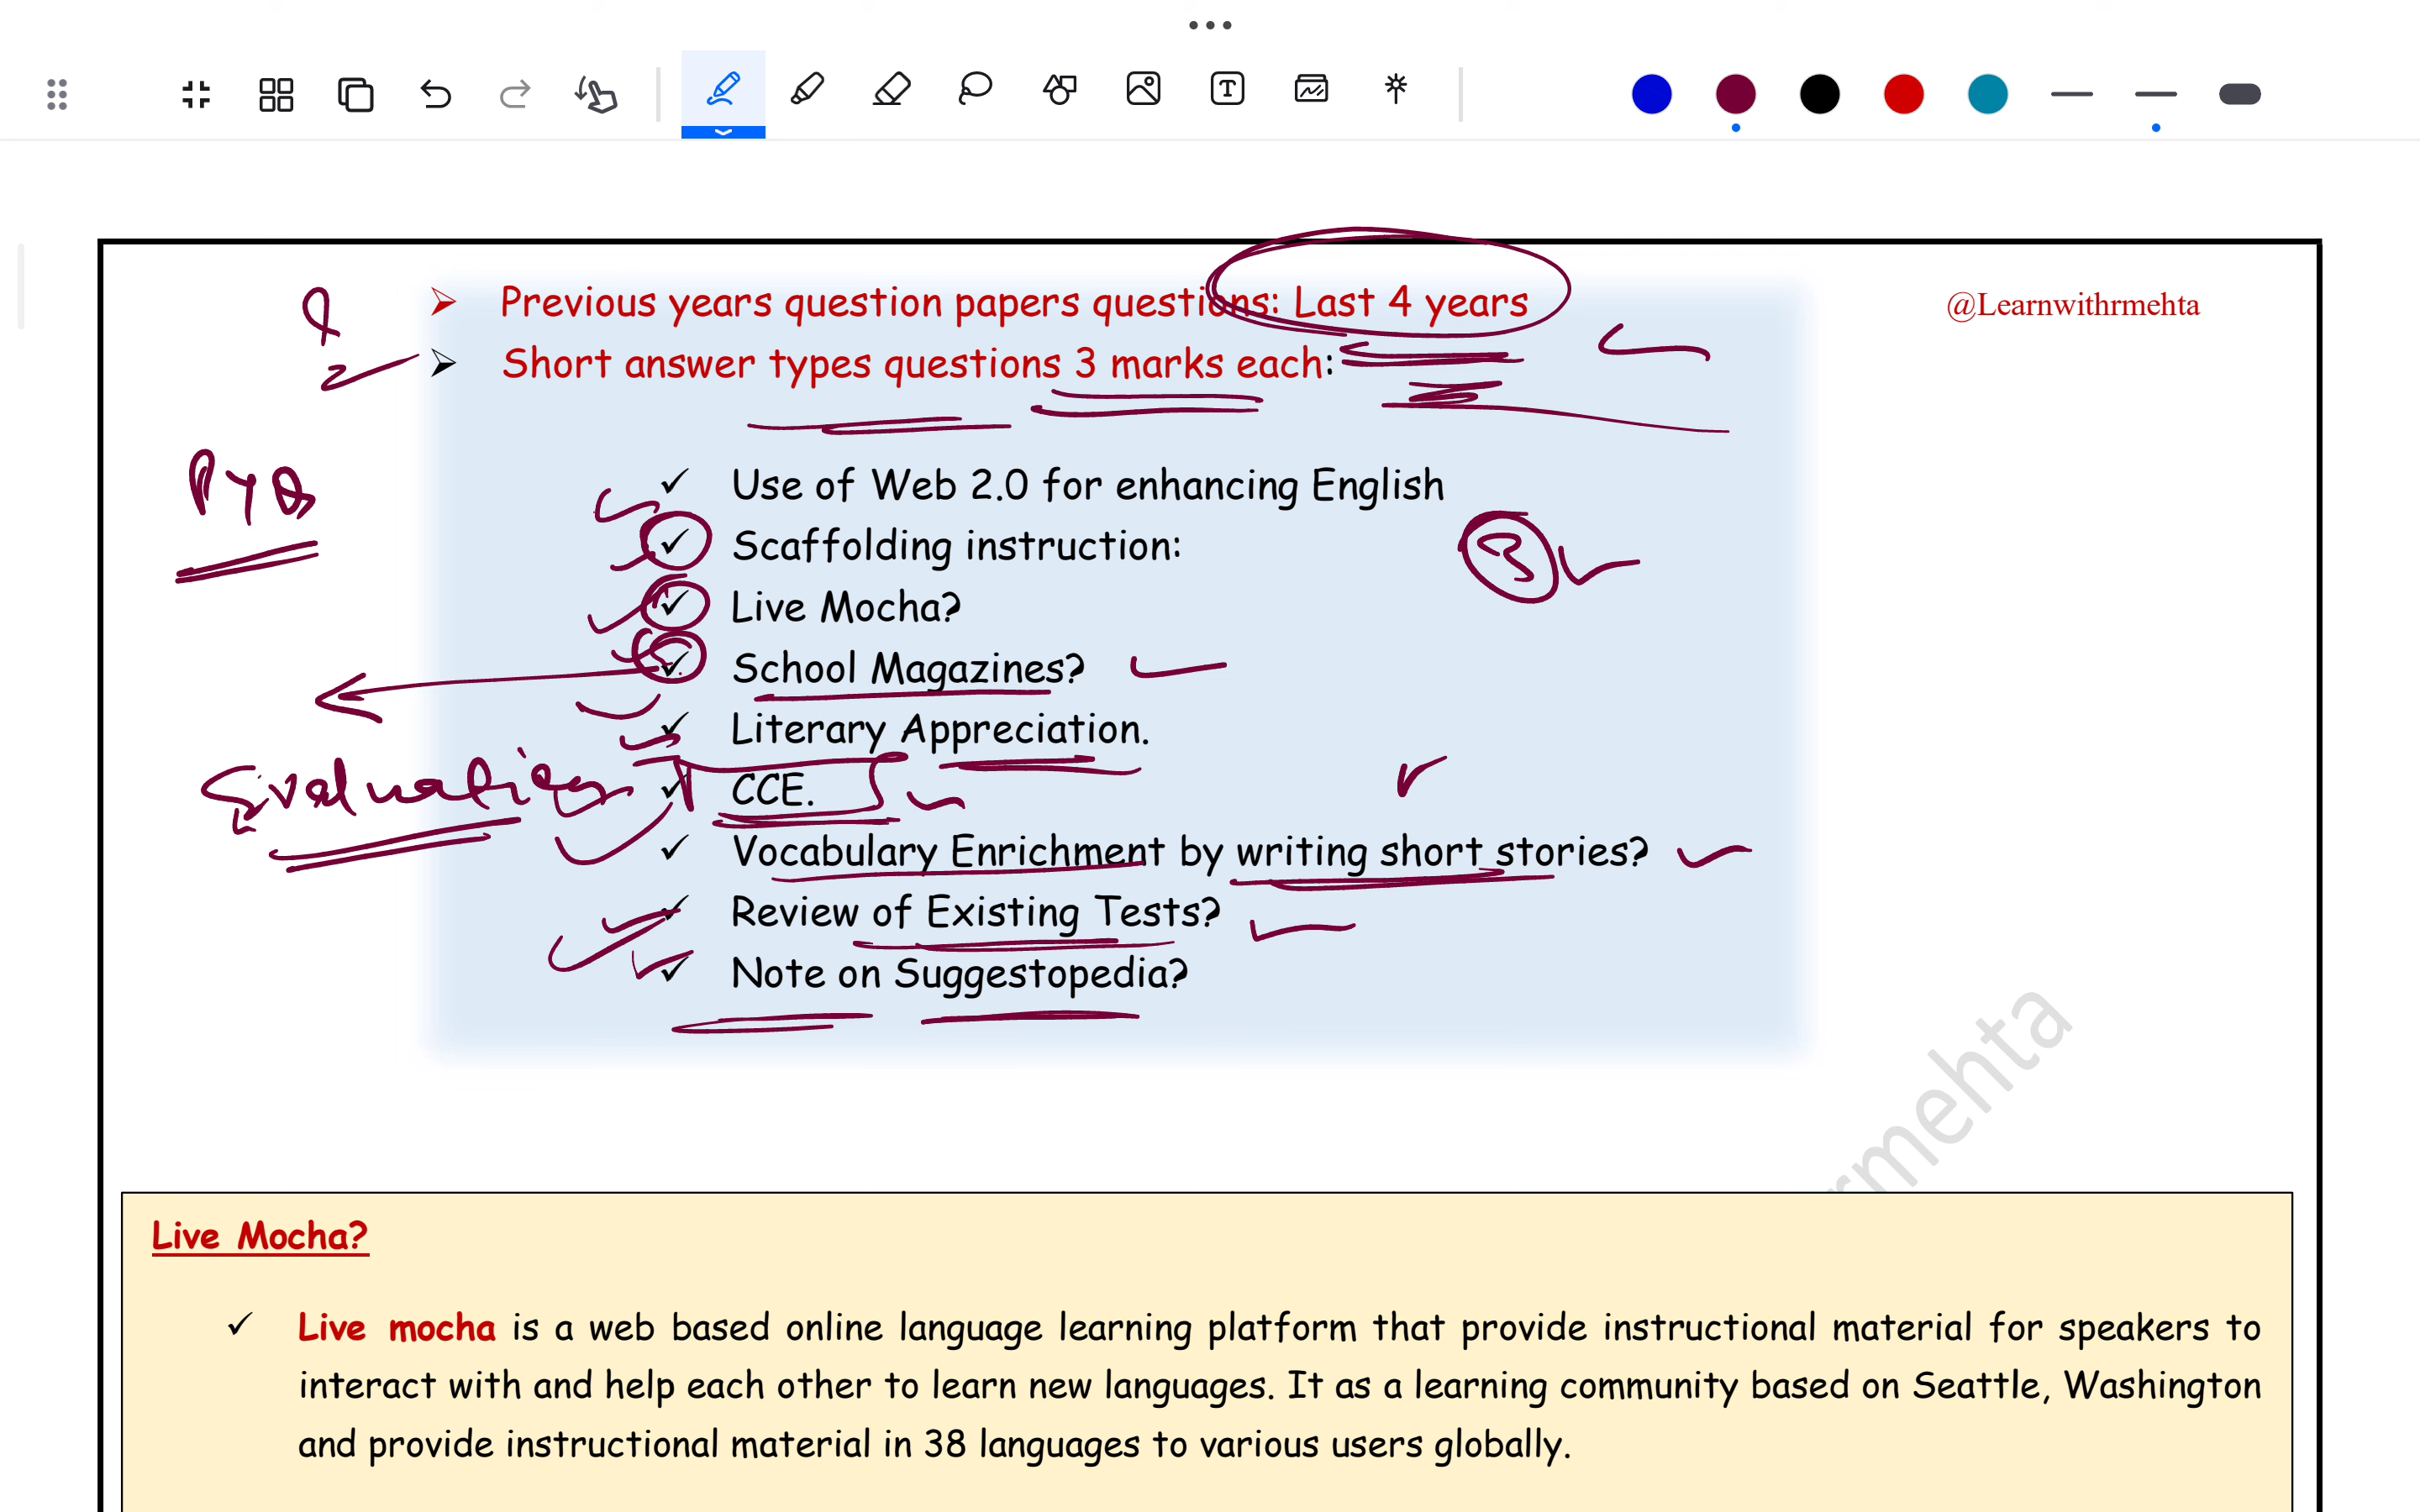 Previous years question papers questions: Last 4 years
@Learnwithrmehta
Short answer types questions 3 marks each:
PYQ
Use of Web 2.0 for enhancing English
Scaffolding instruction:
3
Live Mocha?
School Magazines?
Literary Appreciation.
Evaluation
CCE.
Vocabulary Enrichment by writing short stories?
Review of Existing Tests?
Note on Suggestopedia?
rmehta
Live Mocha?
Live mocha is a web based online language learning platform that provide instructional material for speakers to
interact with and help each other to learn new languages. It as a learning community based on Seattle, Washington
and provide instructional material in 38 languages to various users globally.